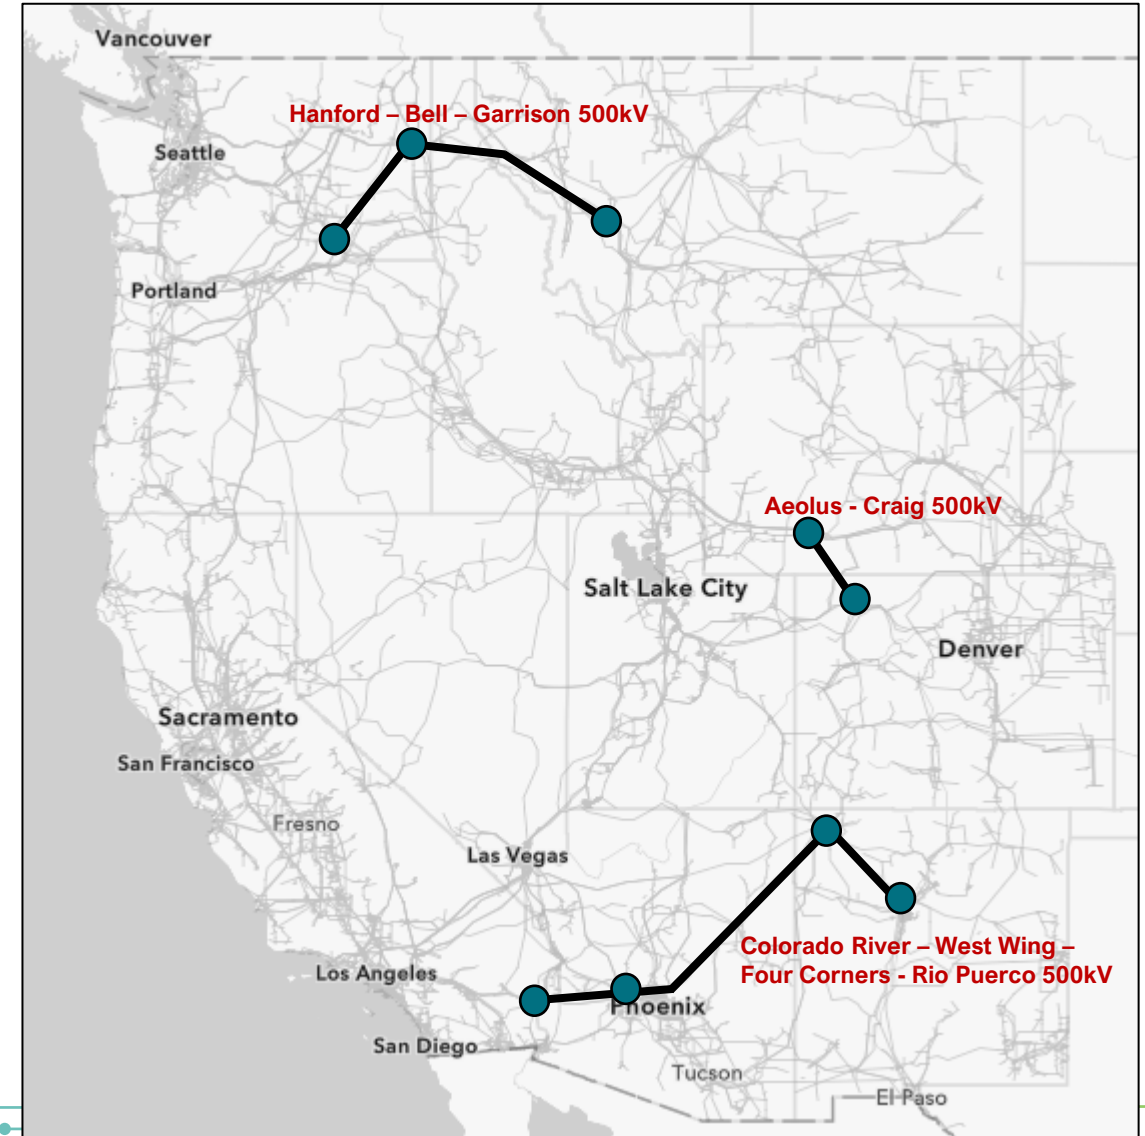 Vancouver
Hanford – Bell – Garrison 500kV
Seattle
Portland
Aeolus - Craig 500kV
Salt Lake City
Denver
Sacramento
San Francisco
Fresno
Las Vegas
Colorado River – West Wing –
Four Corners - Rio Puerco 500kV
Los Angeles
Phoenix
San Diego
Tucson
El Paso